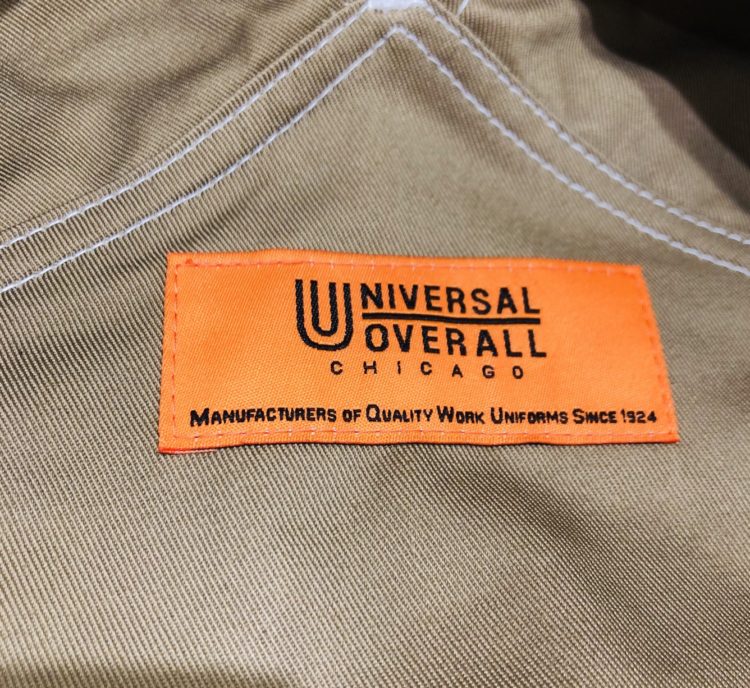 UNIVERSAL
OVERALL
CHICAGO
MANUFACTURERS OF QUALITY WORK UNIFORMS SINCE 1924